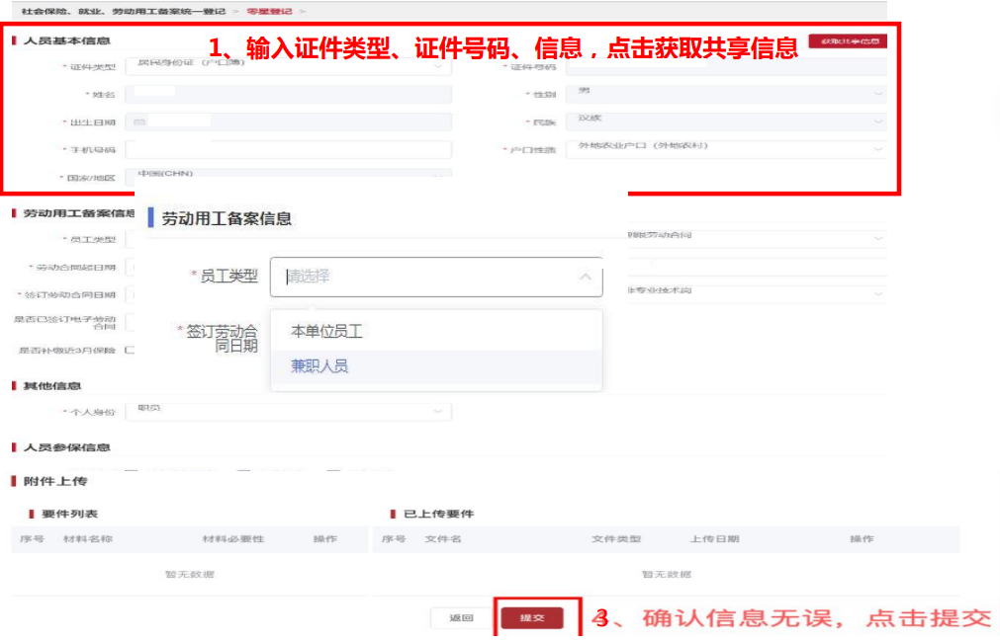 社会保险、就业、劳动用工备案统一登记 > 零星登记 >
人员基本信息
1、输入证件类型、证件号码、信息，点击获取共享信息
获取共享信息
* 证件类型 居民身份证（户口簿） * 证件号码
* 姓名 * 性别 男
* 出生日期 * 民族 汉族
* 手机号码 * 户口性质 外地农业户口（外地农村）
* 国家/地区 中国(CHN)
劳动用工备案信息
劳动用工备案信息
* 员工类型
* 员工类型 请选择
* 劳动合同起日期
* 签订劳动合同日期 专业技术岗
* 签订劳动合同日期
本单位员工
是否已签订电子劳动合同
兼职人员
是否补缴近3月保险
其他信息
* 个人身份 职员
人员参保信息
附件上传
要件列表 已上传要件
序号 材料名称 材料必要性 操作 序号 文件名 文件类型 上传日期 操作
暂无数据 暂无数据
返回 提交 3、确认信息无误，点击提交